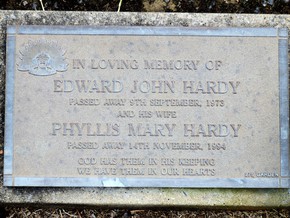 IN LOVING MEMORY OF
EDWARD JOHN HARDY
PASSED AWAY 9TH SEPTEMBER, 1973
AND HIS WIFE
PHYLLIS MARY HARDY
PASSED AWAY 14TH NOVEMBER, 1994
GOD HAS THEM IN HIS KEEPING
WE HAVE THEM IN OUR HEARTS